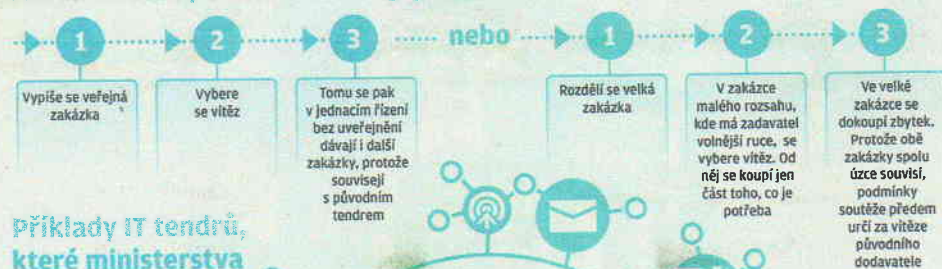 1
Vypíše se veřejná
zakázka
2
Vybere
se vítěz
3
Tomu se pak
v jednacím řízení
bez uveřejnění
dávají i další
zakázky, protože
souvisejí
s původním
tendrem
nebo
1
Rozdělí se velká
zakázka
2
V zakázce
malého rozsahu,
kde má zadavatel
volnější ruce, se
vybere vítěz. Od
něj se koupí jen
část toho, co je
potřeba
3
Ve velké
zakázce se
dokoupí zbytek.
Protože obě
zakázky spolu
úzce souvisí,
podmínky
soutěže předem
určí za vítěze
původního
dodavatele
Příklady IT tendrů,
které ministerstva